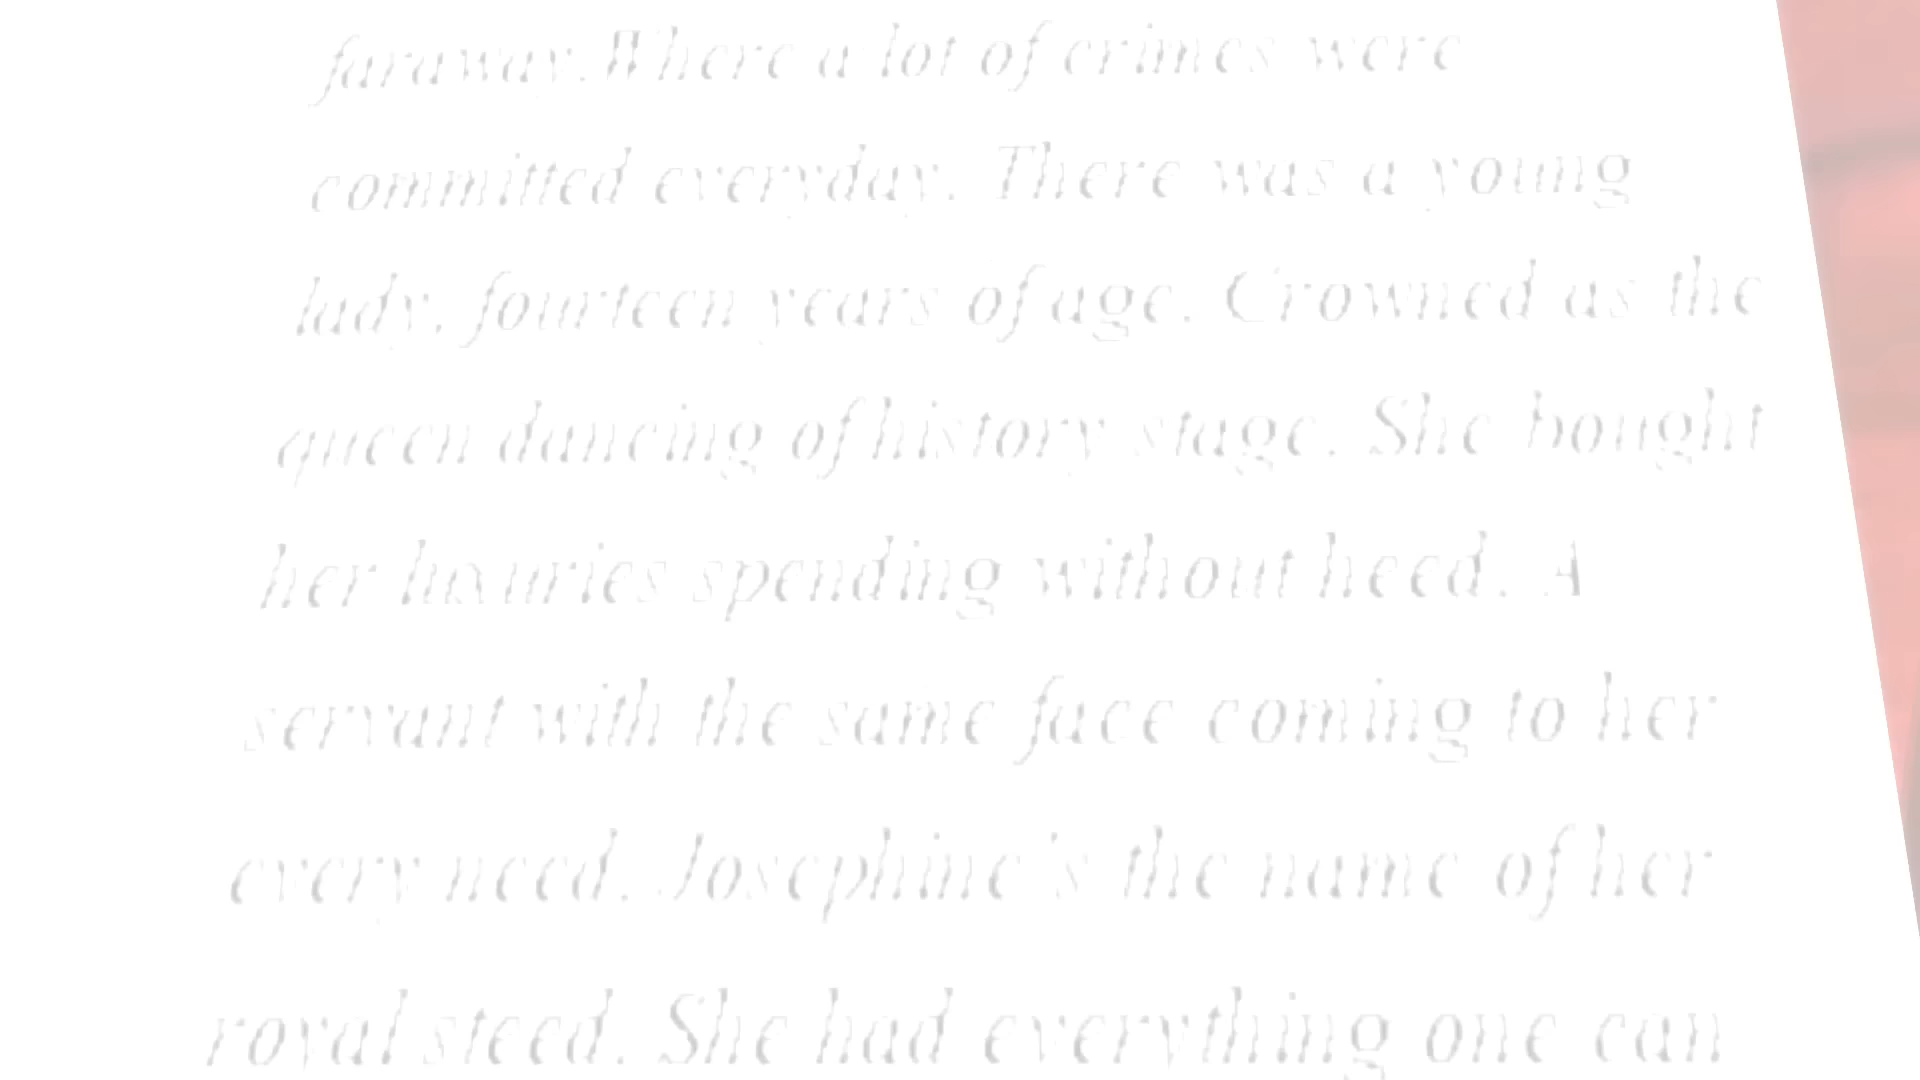 faraway.Where a lot of crimes were
committed everyday. There was a young
lady, fourteen years of age. Crowned as the
queen dancing of history stage. She bought
her luxuries spending without heed. A
servant with the same face coming to her
every need. Josephine's the name of her
royal steed. She had everything one can